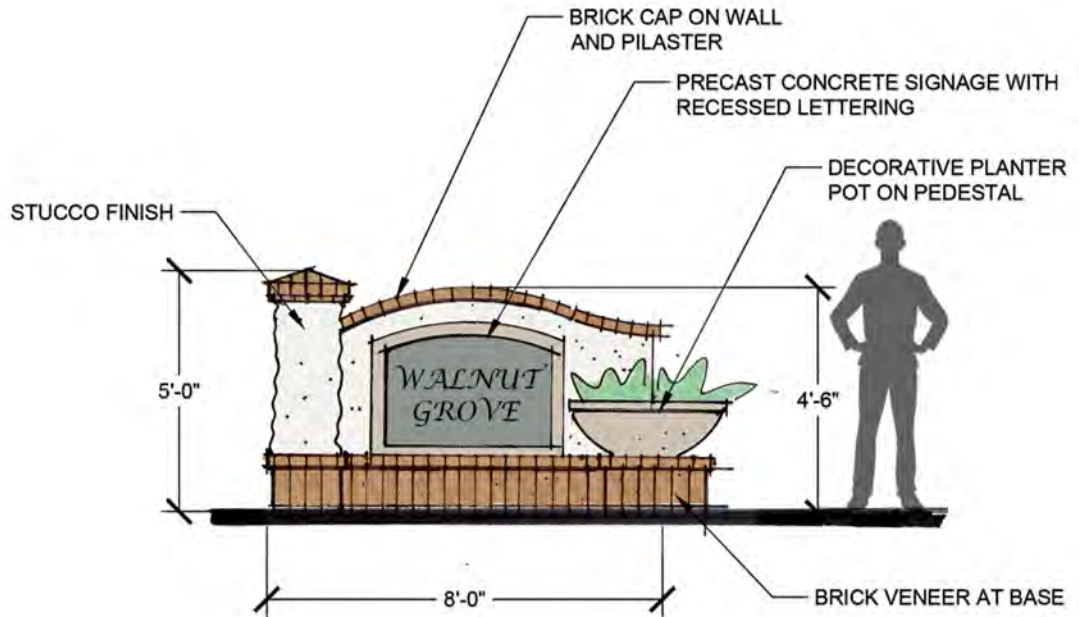 BRICK CAP ON WALL
AND PILASTER
PRECAST CONCRETE SIGNAGE WITH
RECESSED LETTERING
DECORATIVE PLANTER
POT ON PEDESTAL
STUCCO FINISH
5'-0"
WALNUT
GROVE
4'-6"
8'-0"
BRICK VENEER AT BASE